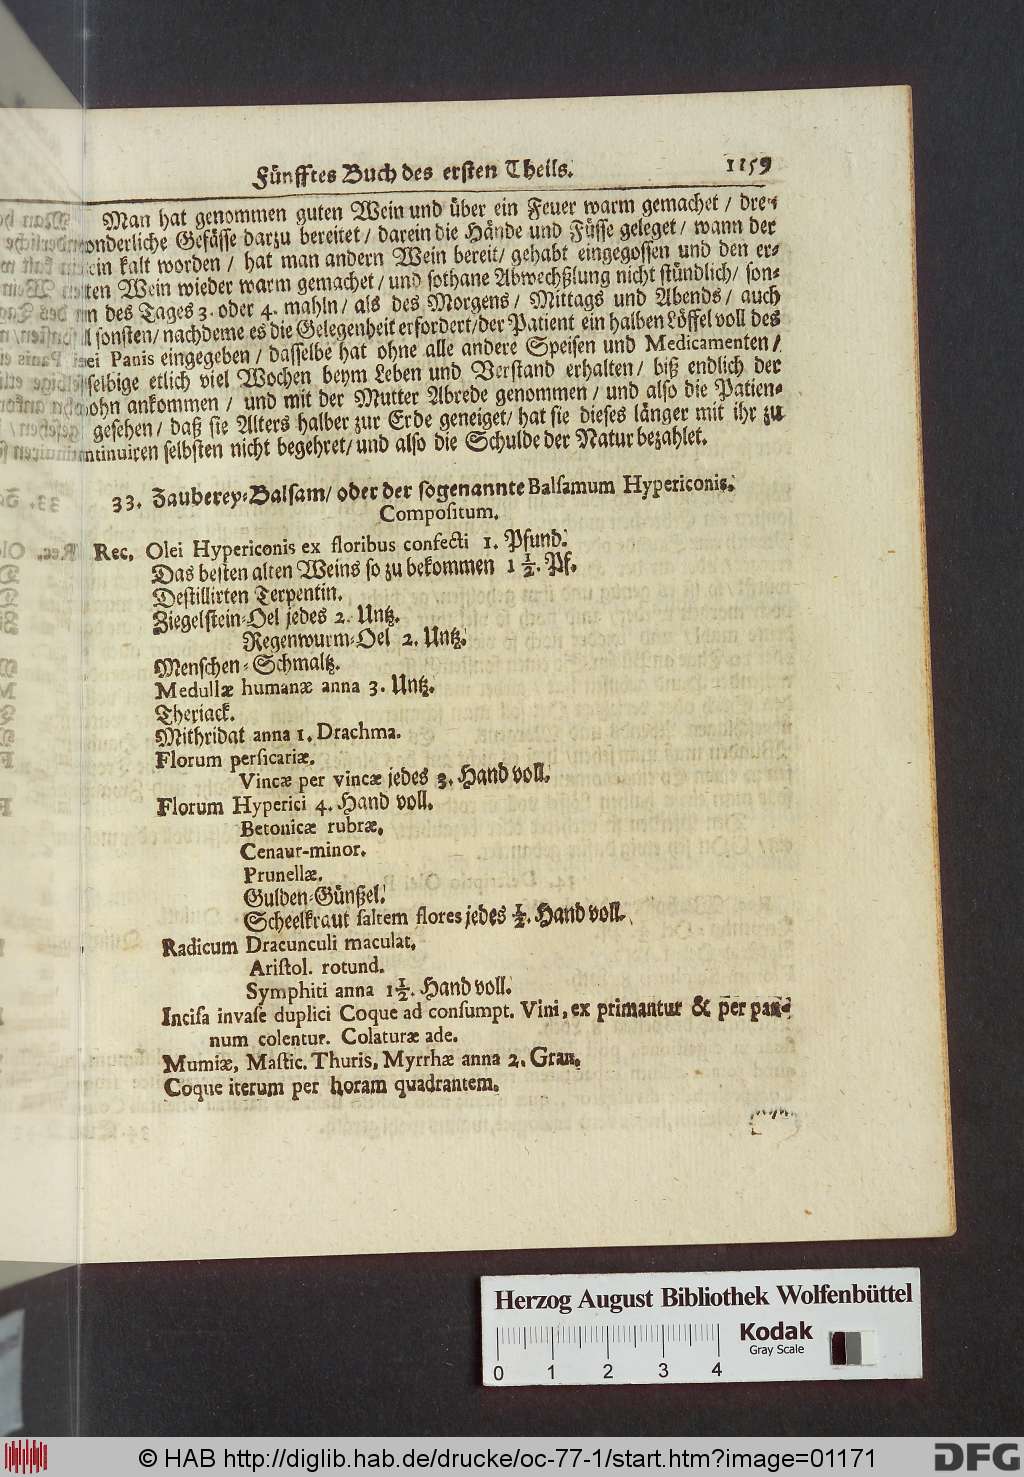 Fünfftes Buch des ersten Theils. 1159
Man hat genommen guten Wein und über ein Feuer warm gemachet / drey
onderliche Gefässe darzu bereitet / darein die Hände und Füsse geleget / wann der
ein kalt worden / hat man andern Wein bereit / gehabt eingegossen und den er-
ten Wein wieder warm gemachet / und sothane Abwechßlung nicht stündlich / son-
n des Tages 3. oder 4. mahln / als des Morgens / Mittags und Abends / auch
l sonsten / nachdeme es die Gelegenheit erfordert / der Patient ein halben Löffel voll des
ei Panis eingegeben / dasselbe hat ohne alle andere Speisen und Medicamenten /
selbige etlich viel Wochen beym Leben und Verstand erhalten / biß endlich der
ohn ankommen / und mit der Mutter Abrede genommen / und also die Patien-
gesehen / daß sie Alters halber zur Erde geneiget / hat sie dieses länger mit ihr zu
ntinuiren selbsten nicht begehret / und also die Schulde der Natur bezahlet.
33. Zauberey-Balsam / oder der sogenannte Balsamum Hypericonis.
Compositum.
Rec. Olei Hypericonis ex floribus confecti 1. Pfund.
Das besten alten Weins so zu bekommen 1 1/2. Pf.
Destillirten Terpentin.
Ziegelstein-Oel jedes 2. Untz.
Regenwurm-Oel 2. Untz.
Menschen-Schmaltz.
Medullæ humanæ anna 3. Untz.
Theriack.
Mithridat anna 1. Drachma.
Florum persicariæ.
Vincæ per vincæ jedes 3. Hand voll.
Florum Hyperici 4. Hand voll.
Betonicæ rubræ.
Cenaur-minor.
Prunellæ.
Gulden-Günßel.
Scheelkraut saltem flores jedes 1/2. Hand voll.
Radicum Dracunculi maculat.
Aristol. rotund.
Symphiti anna 1 1/2. Hand voll.
Incisa invase duplici Coque ad consumpt. Vini, ex primantur & per pan-
num colentur. Colaturæ ade.
Mumiæ, Mastic. Thuris, Myrrhæ anna 2. Gran.
Coque iterum per horam quadrantem.
Herzog August Bibliothek Wolfenbüttel
Kodak
Gray Scale
0 1 2 3 4
© HAB http://diglib.hab.de/drucke/oc-77-1/start.htm?image=01171
DFG